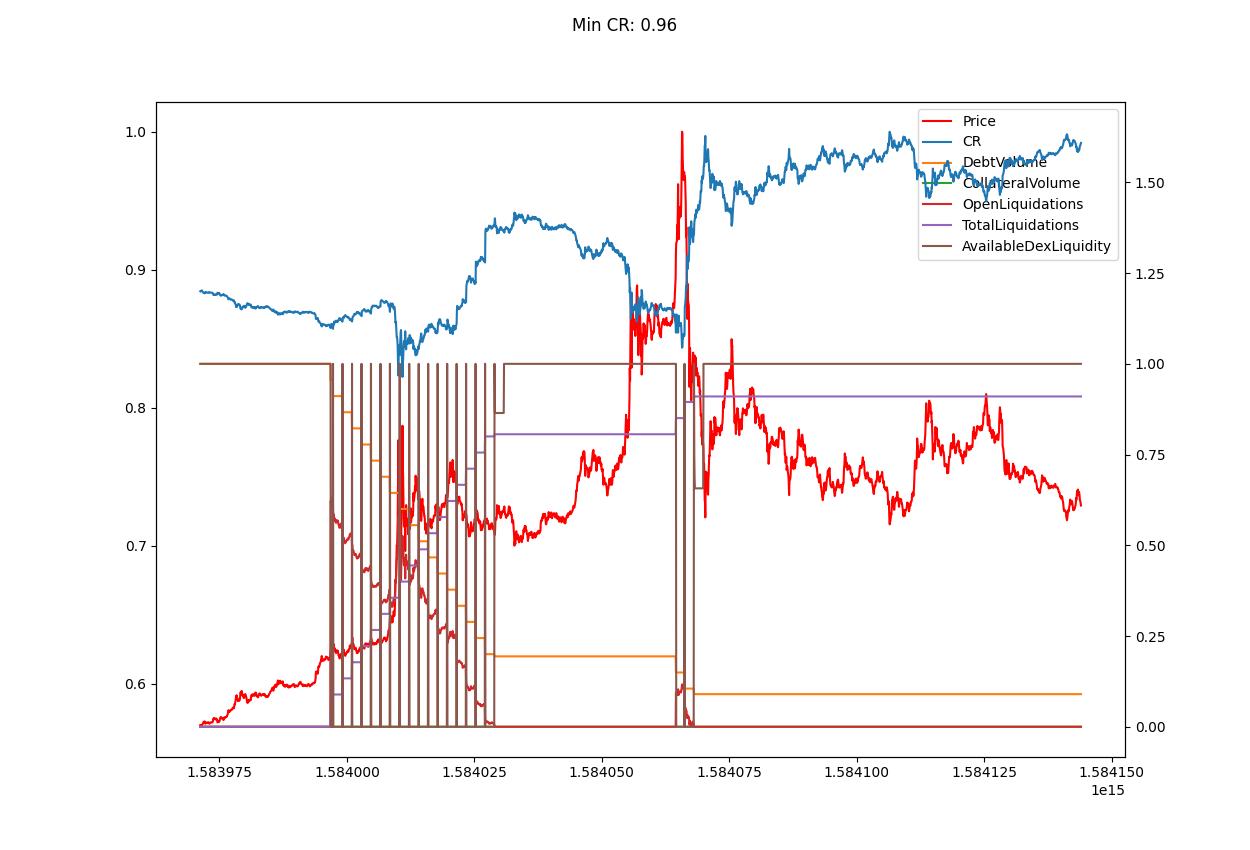 Min CR: 0.96
1.0
0.9
0.8
0.7
0.6
Price
CR
DebtVolume
CollateralVolume
OpenLiquidations
TotalLiquidations
AvailableDexLiquidity
1.50
1.25
1.00
0.75
0.50
0.25
0.00
1.583975 1.584000 1.584025 1.584050 1.584075 1.584100 1.584125 1.584150
1e15